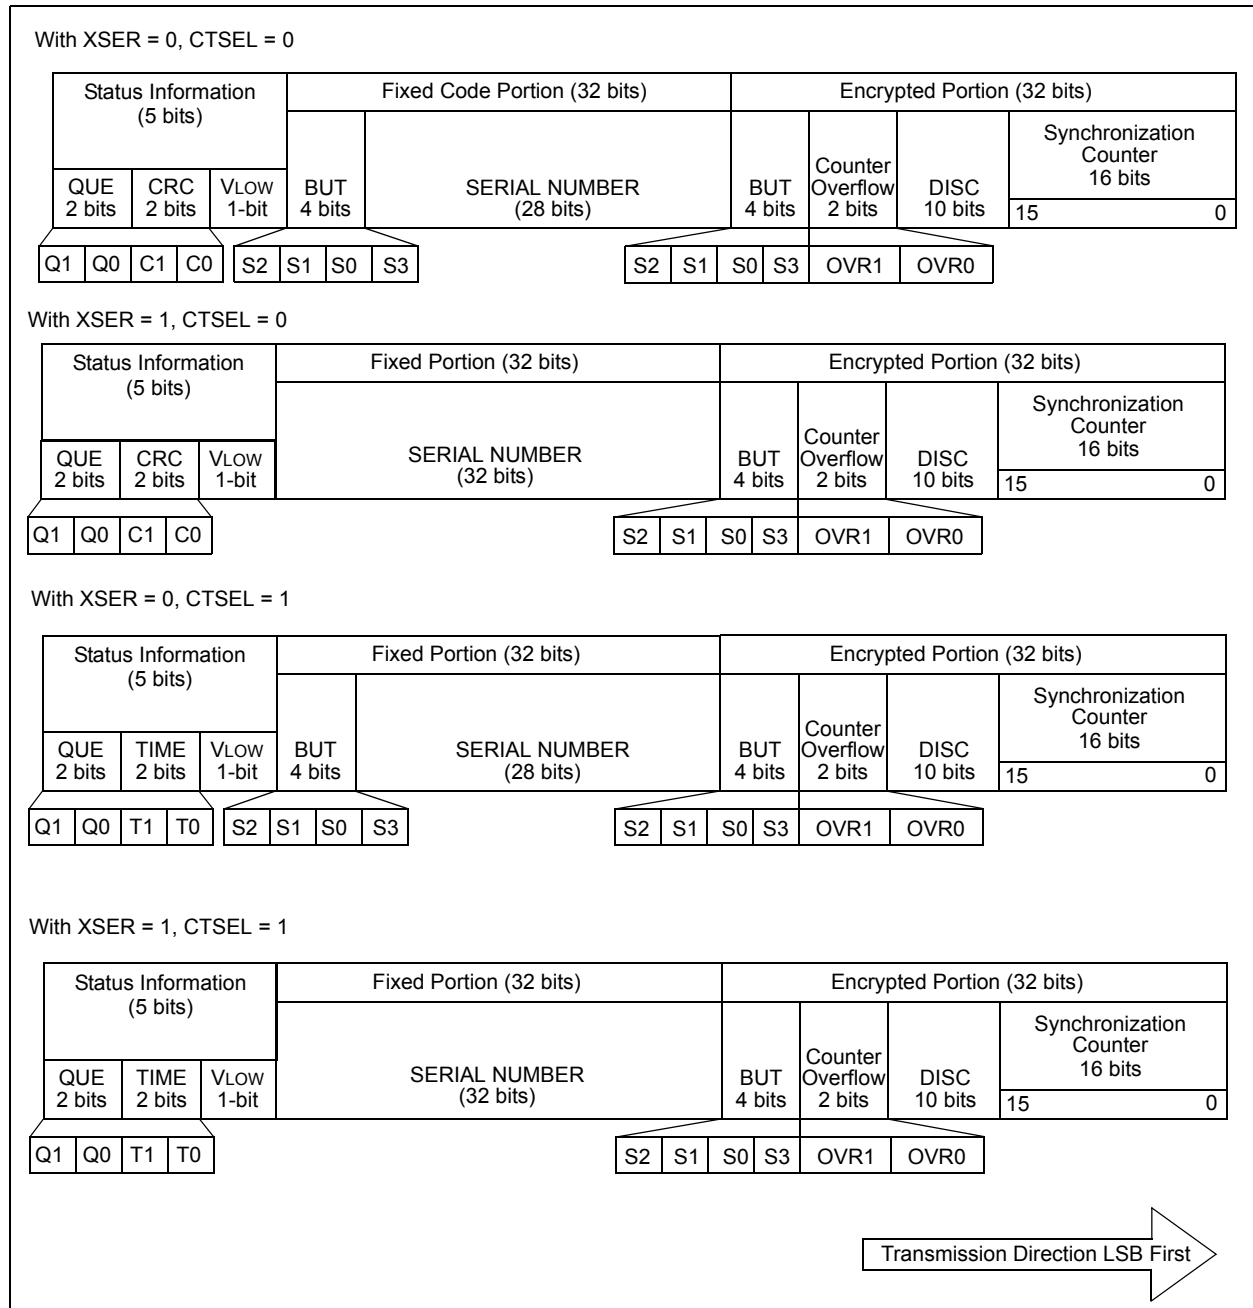 With XSER = 0, CTSEL = 0
Status Information
(5 bits)
Fixed Code Portion (32 bits)
Encrypted Portion (32 bits)
QUE
2 bits
CRC
2 bits
VLOW
1-bit
BUT
4 bits
SERIAL NUMBER
(28 bits)
BUT
4 bits
Counter
Overflow
2 bits
DISC
10 bits
Synchronization
Counter
16 bits
15 0
Q1 Q0 C1 C0
S2 S1 S0 S3
S2 S1 S0 S3 OVR1 OVR0
With XSER = 1, CTSEL = 0
Status Information
(5 bits)
Fixed Portion (32 bits)
Encrypted Portion (32 bits)
QUE
2 bits
CRC
2 bits
VLOW
1-bit
SERIAL NUMBER
(32 bits)
BUT
4 bits
Counter
Overflow
2 bits
DISC
10 bits
Synchronization
Counter
16 bits
15 0
Q1 Q0 C1 C0
S2 S1 S0 S3 OVR1 OVR0
With XSER = 0, CTSEL = 1
Status Information
(5 bits)
Fixed Portion (32 bits)
Encrypted Portion (32 bits)
QUE
2 bits
TIME
2 bits
VLOW
1-bit
BUT
4 bits
SERIAL NUMBER
(28 bits)
BUT
4 bits
Counter
Overflow
2 bits
DISC
10 bits
Synchronization
Counter
16 bits
15 0
Q1 Q0 T1 T0
S2 S1 S0 S3
S2 S1 S0 S3 OVR1 OVR0
With XSER = 1, CTSEL = 1
Status Information
(5 bits)
Fixed Portion (32 bits)
Encrypted Portion (32 bits)
QUE
2 bits
TIME
2 bits
VLOW
1-bit
SERIAL NUMBER
(32 bits)
BUT
4 bits
Counter
Overflow
2 bits
DISC
10 bits
Synchronization
Counter
16 bits
15 0
Q1 Q0 T1 T0
S2 S1 S0 S3 OVR1 OVR0
Transmission Direction LSB First